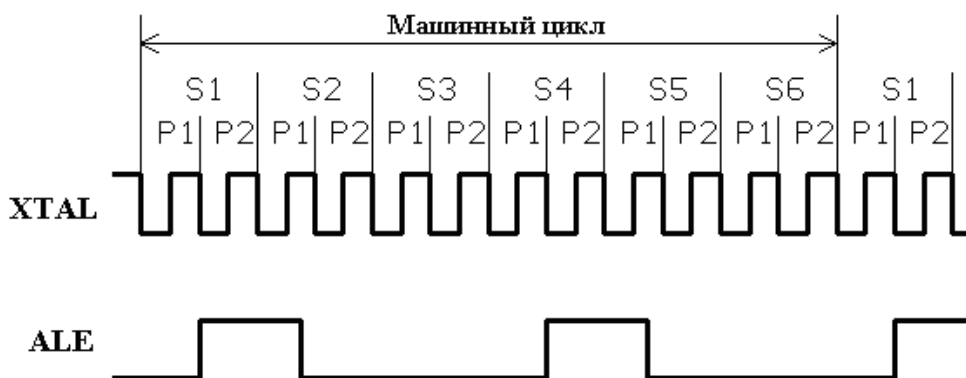 Машинный цикл
S1 S2 S3 S4 S5 S6 S1
P1 P2 P1 P2 P1 P2 P1 P2 P1 P2 P1 P2 P1 P2
XTAL
ALE